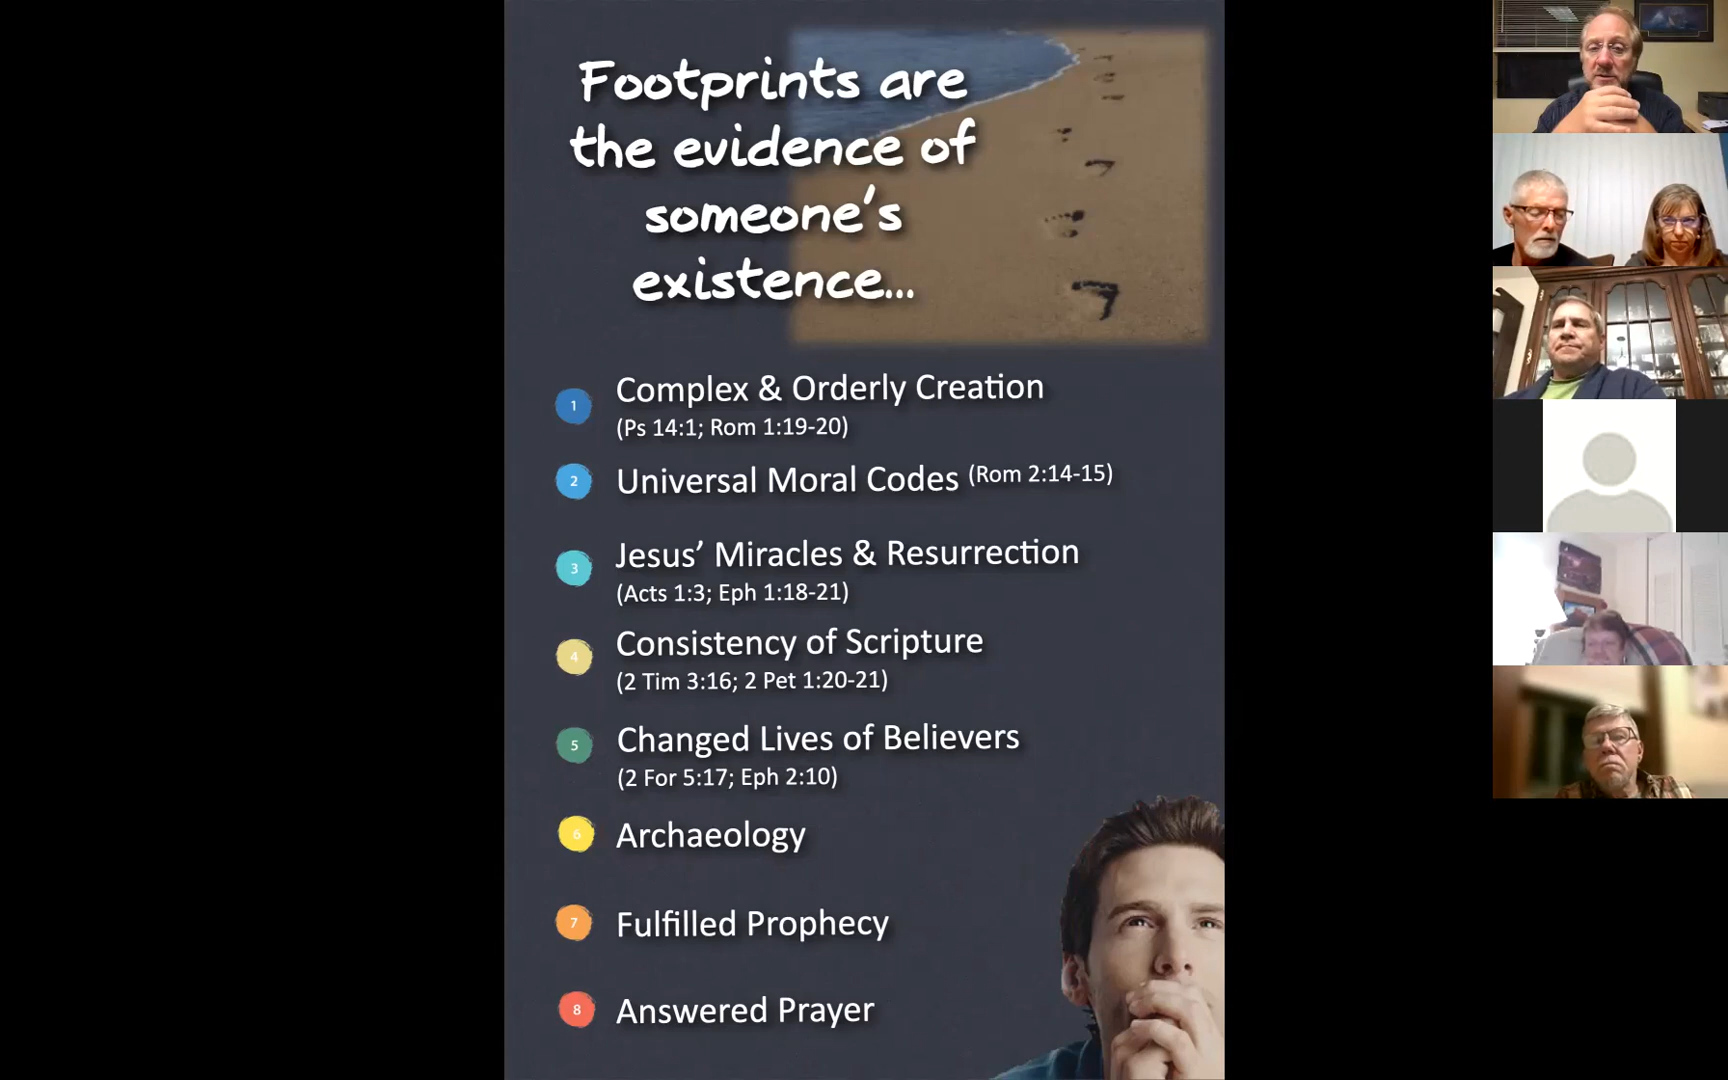 Footprints are
the evidence of
someone's
existence...
1 Complex & Orderly Creation
(Ps 14:1; Rom 1:19-20)
2 Universal Moral Codes (Rom 2:14-15)
3 Jesus’ Miracles & Resurrection
(Acts 1:3; Eph 1:18-21)
4 Consistency of Scripture
(2 Tim 3:16; 2 Pet 1:20-21)
5 Changed Lives of Believers
(2 For 5:17; Eph 2:10)
6 Archaeology
7 Fulfilled Prophecy
8 Answered Prayer